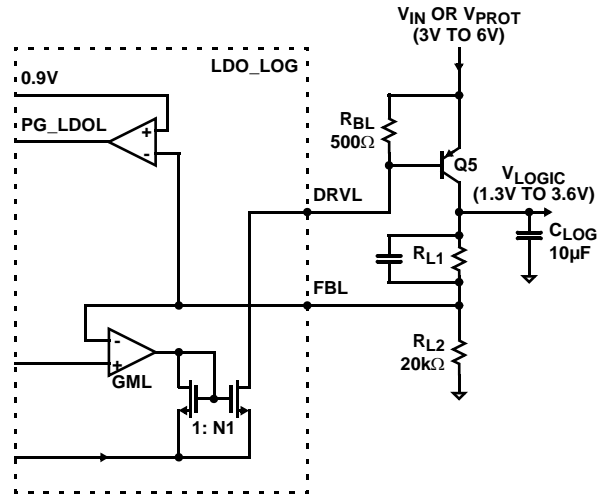 V_IN OR V_PROT
(3V TO 6V)
LDO_LOG
0.9V
PG_LDOL
+
-
R_BL
500Ω
Q5
V_LOGIC
(1.3V TO 3.6V)
DRVL
C_LOG
10µF
R_L1
FBL
-
+
GML
R_L2
20kΩ
1: N1